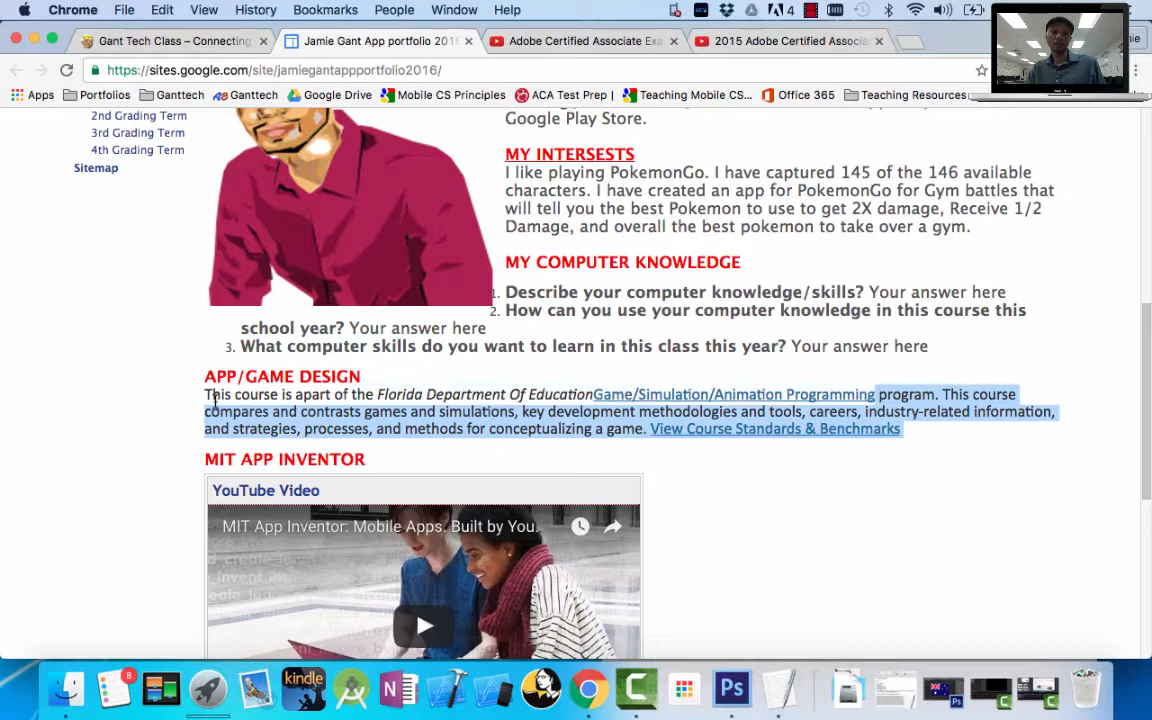 Chrome File Edit View History Bookmarks People Window Help
4
Gant Tech Class – Connecting
Jamie Gant App portfolio 2016
Adobe Certified Associate Exa
2015 Adobe Certified Associa
https://sites.google.com/site/jamiegantappportfolio2016/
Apps Portfolios Ganttech Ganttech Google Drive Mobile CS Principles ACA Test Prep Teaching Mobile CS... Office 365 Teaching Resources
2nd Grading Term
3rd Grading Term
4th Grading Term
Sitemap
Google Play Store.
MY INTERSESTS
I like playing PokemonGo. I have captured 145 of the 146 available
characters. I have created an app for PokemonGo for Gym battles that
will tell you the best Pokemon to use to get 2X damage, Receive 1/2
Damage, and overall the best pokemon to take over a gym.
MY COMPUTER KNOWLEDGE
1. Describe your computer knowledge/skills? Your answer here
2. How can you use your computer knowledge in this course this
school year? Your answer here
3. What computer skills do you want to learn in this class this year? Your answer here
APP/GAME DESIGN
This course is apart of the Florida Department Of EducationGame/Simulation/Animation Programming program. This course
compares and contrasts games and simulations, key development methodologies and tools, careers, industry-related information,
and strategies, processes, and methods for conceptualizing a game. View Course Standards & Benchmarks
MIT APP INVENTOR
YouTube Video
MIT App Inventor: Mobile Apps. Built by You.
8
kindle
N
C
Ps